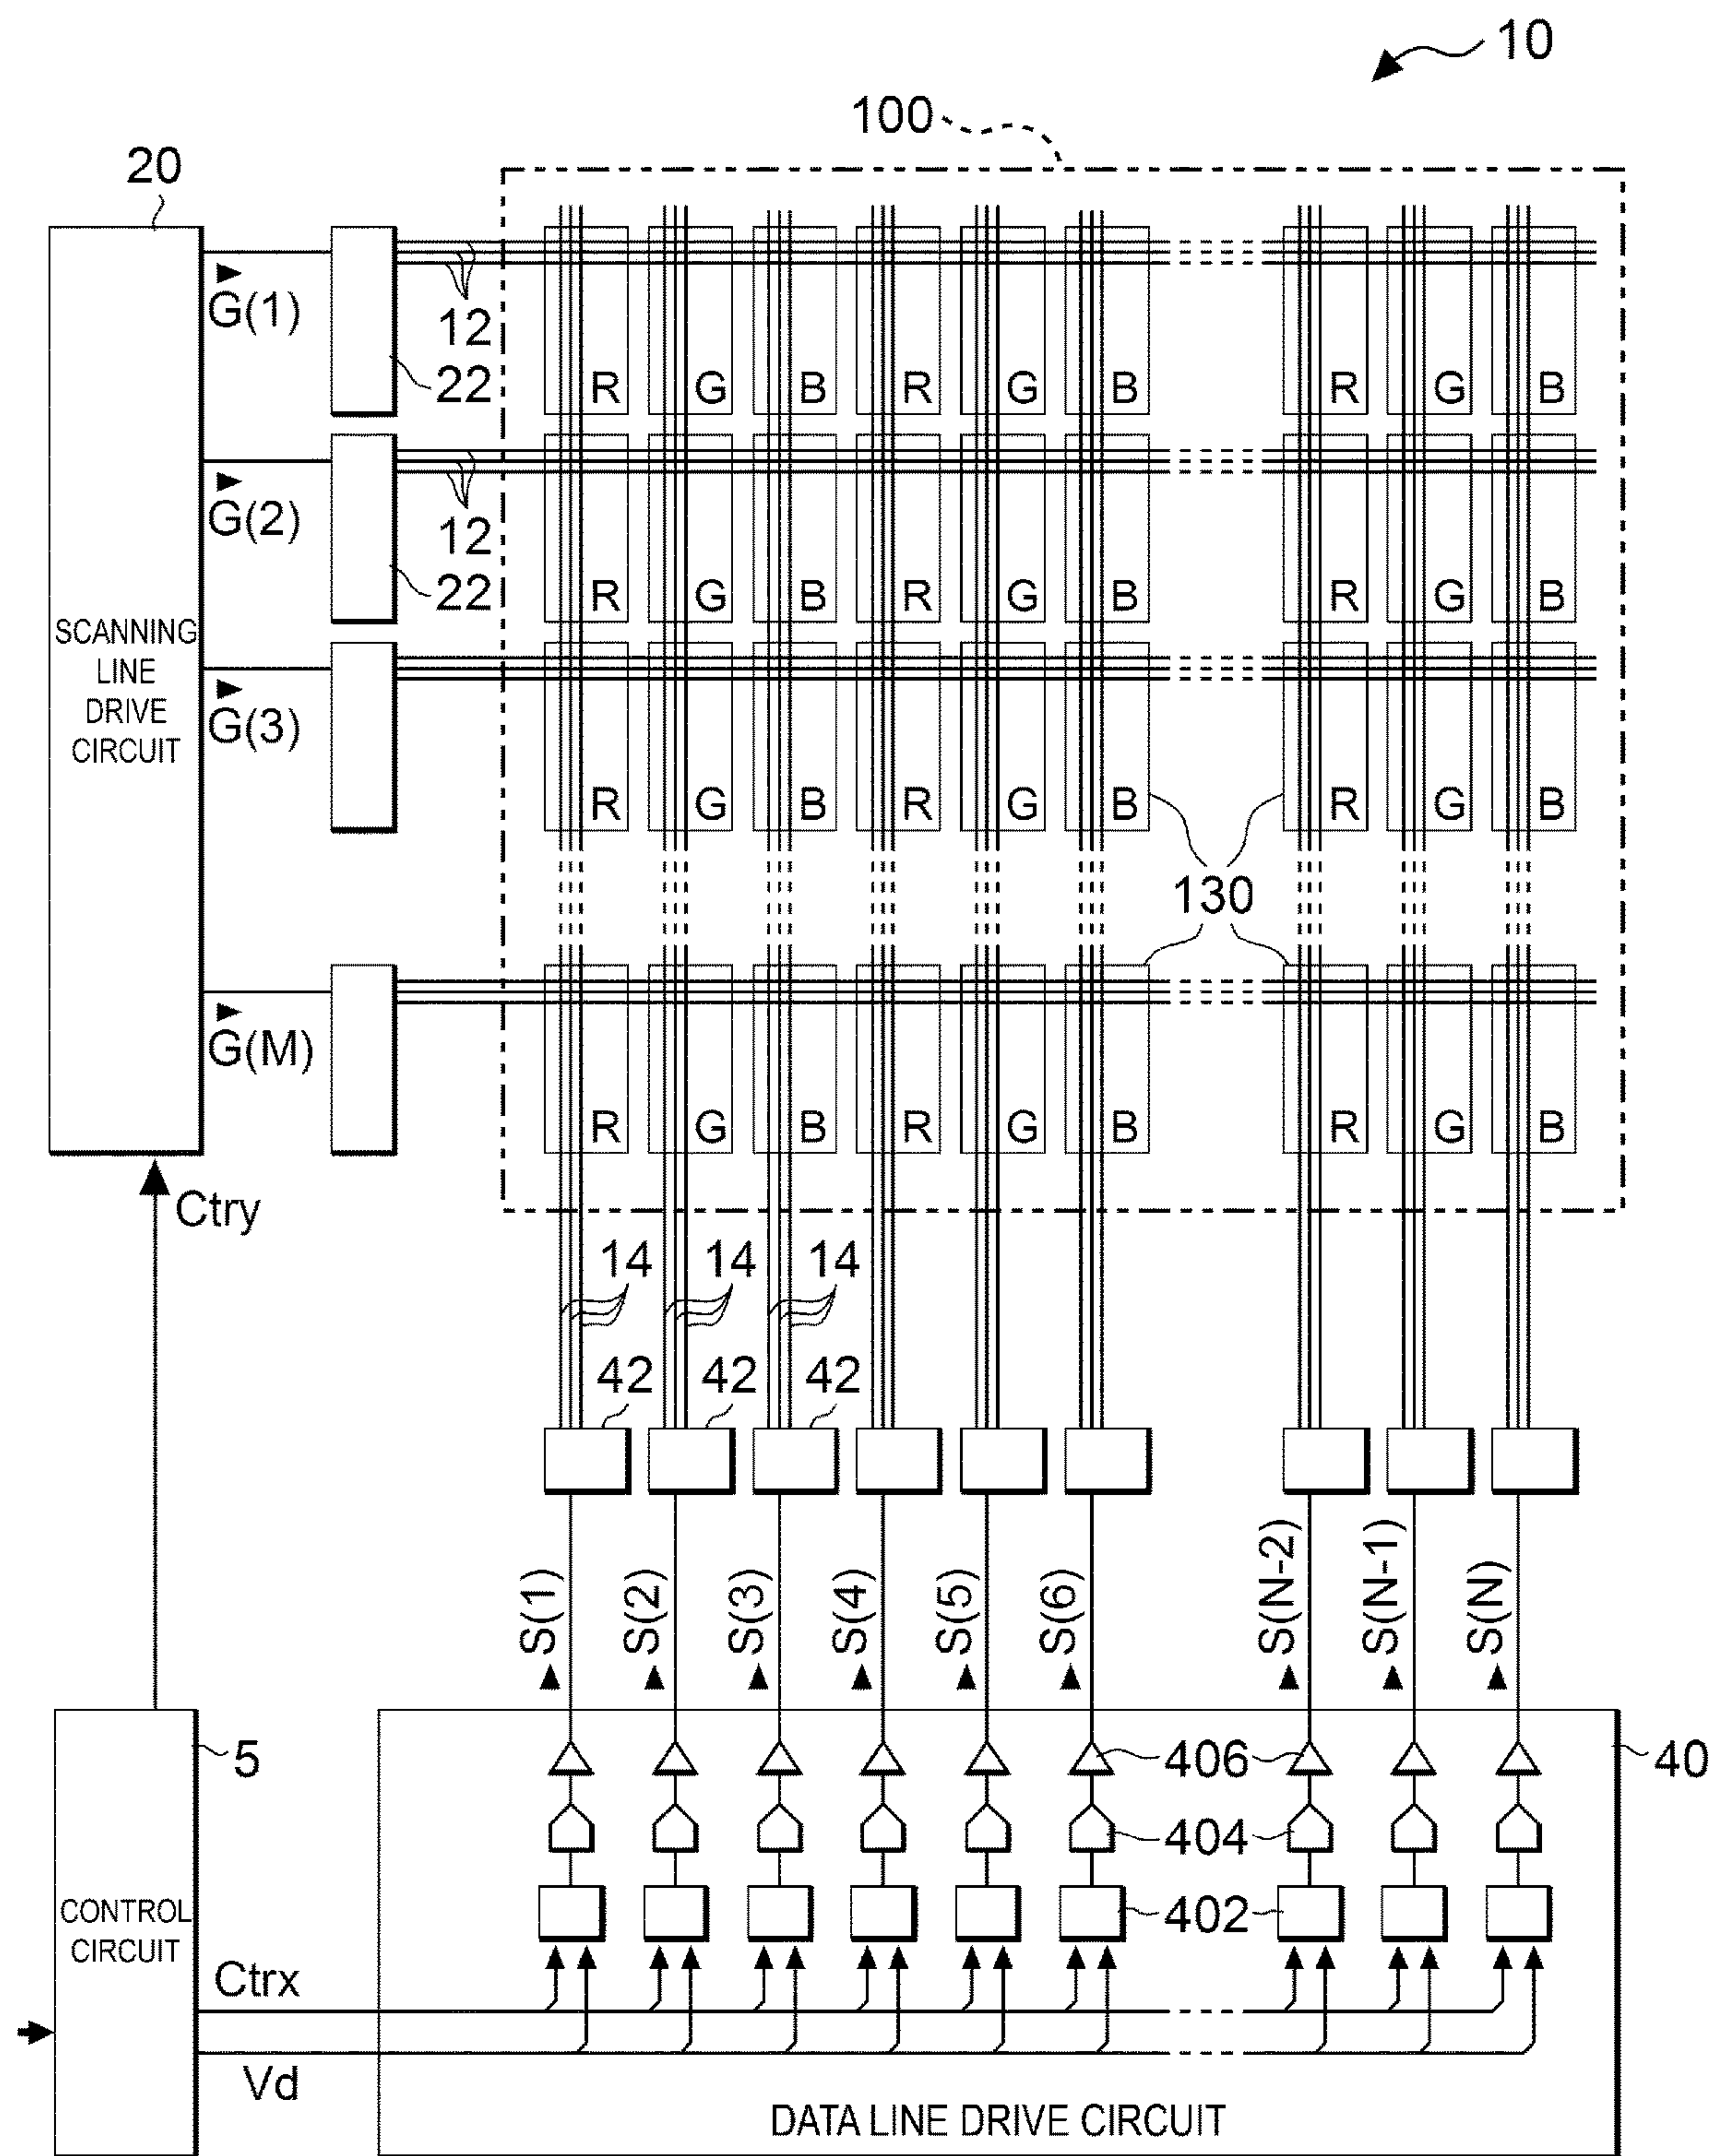 10
100
20
G(1)
12
22
R G B R G B R G B
G(2)
12
22
R G B R G B R G B
SCANNING
LINE
DRIVE
CIRCUIT
G(3)
R G B R G B R G B
130
G(M)
R G B R G B R G B
Ctry
14 14 14
42 42 42
S(1) S(2) S(3) S(4) S(5) S(6) S(N-2) S(N-1) S(N)
5
406
40
404
402
CONTROL
CIRCUIT
Ctrx
Vd
DATA LINE DRIVE CIRCUIT